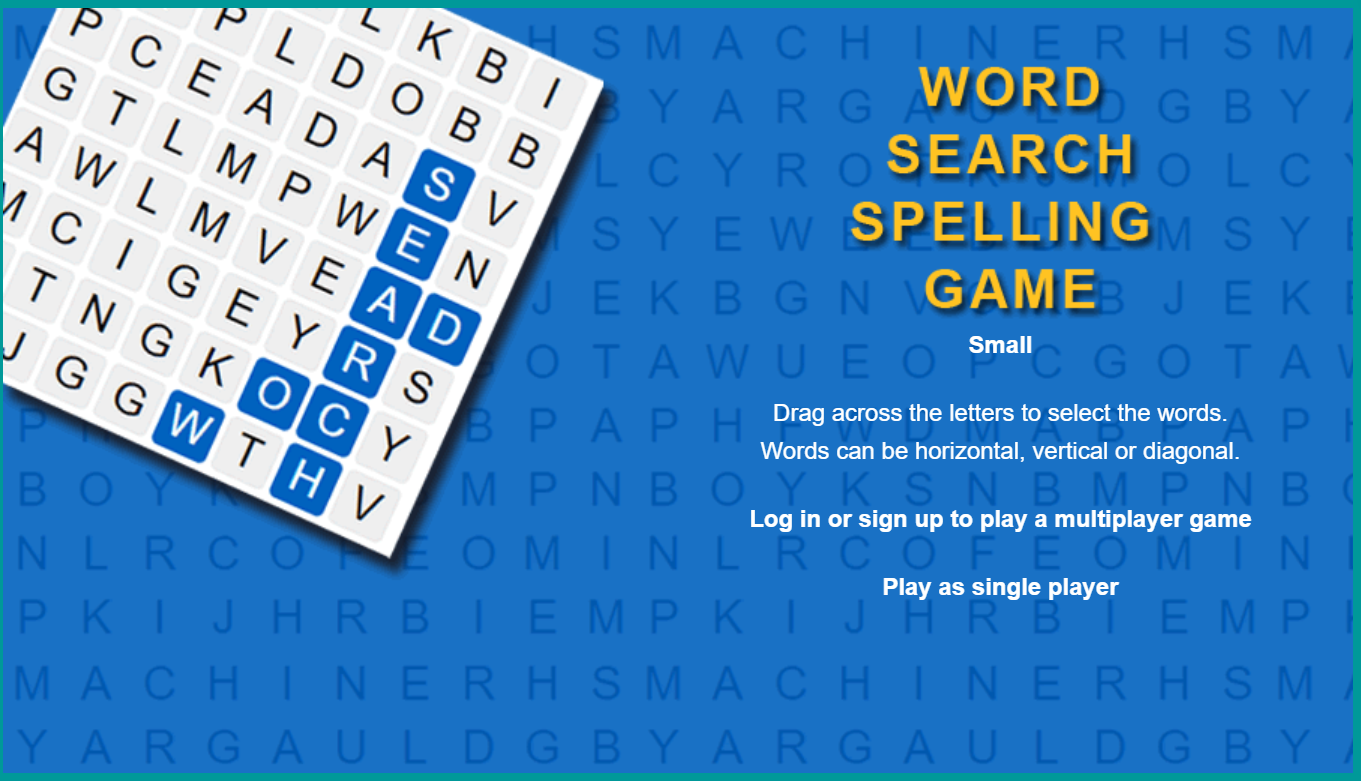 L K B I
P L D O B B
P C E A D A S V
G T L M P W E N
A W L M V E A D
M C I G E Y R S
T N G K O C Y
J G G W T H V
WORD
SEARCH
SPELLING
GAME
Small
Drag across the letters to select the words.
Words can be horizontal, vertical or diagonal.
Log in or sign up to play a multiplayer game
Play as single player
H S M A C H I N E R H S M A
B Y A R G A U L D G B Y A
G O T A W U E O P C G O T A W
B P A P H F W D M A B P A P H
M P N B O Y K S N B M P N B O
N L R C O F E O M I N L R C O F E O M I N L
P K I J H R B I E M P K I J H R B I E M P K
M A C H I N E R H S M A C H I N E R H S M A
Y A R G A U L D G B Y A R G A U L D G B Y A